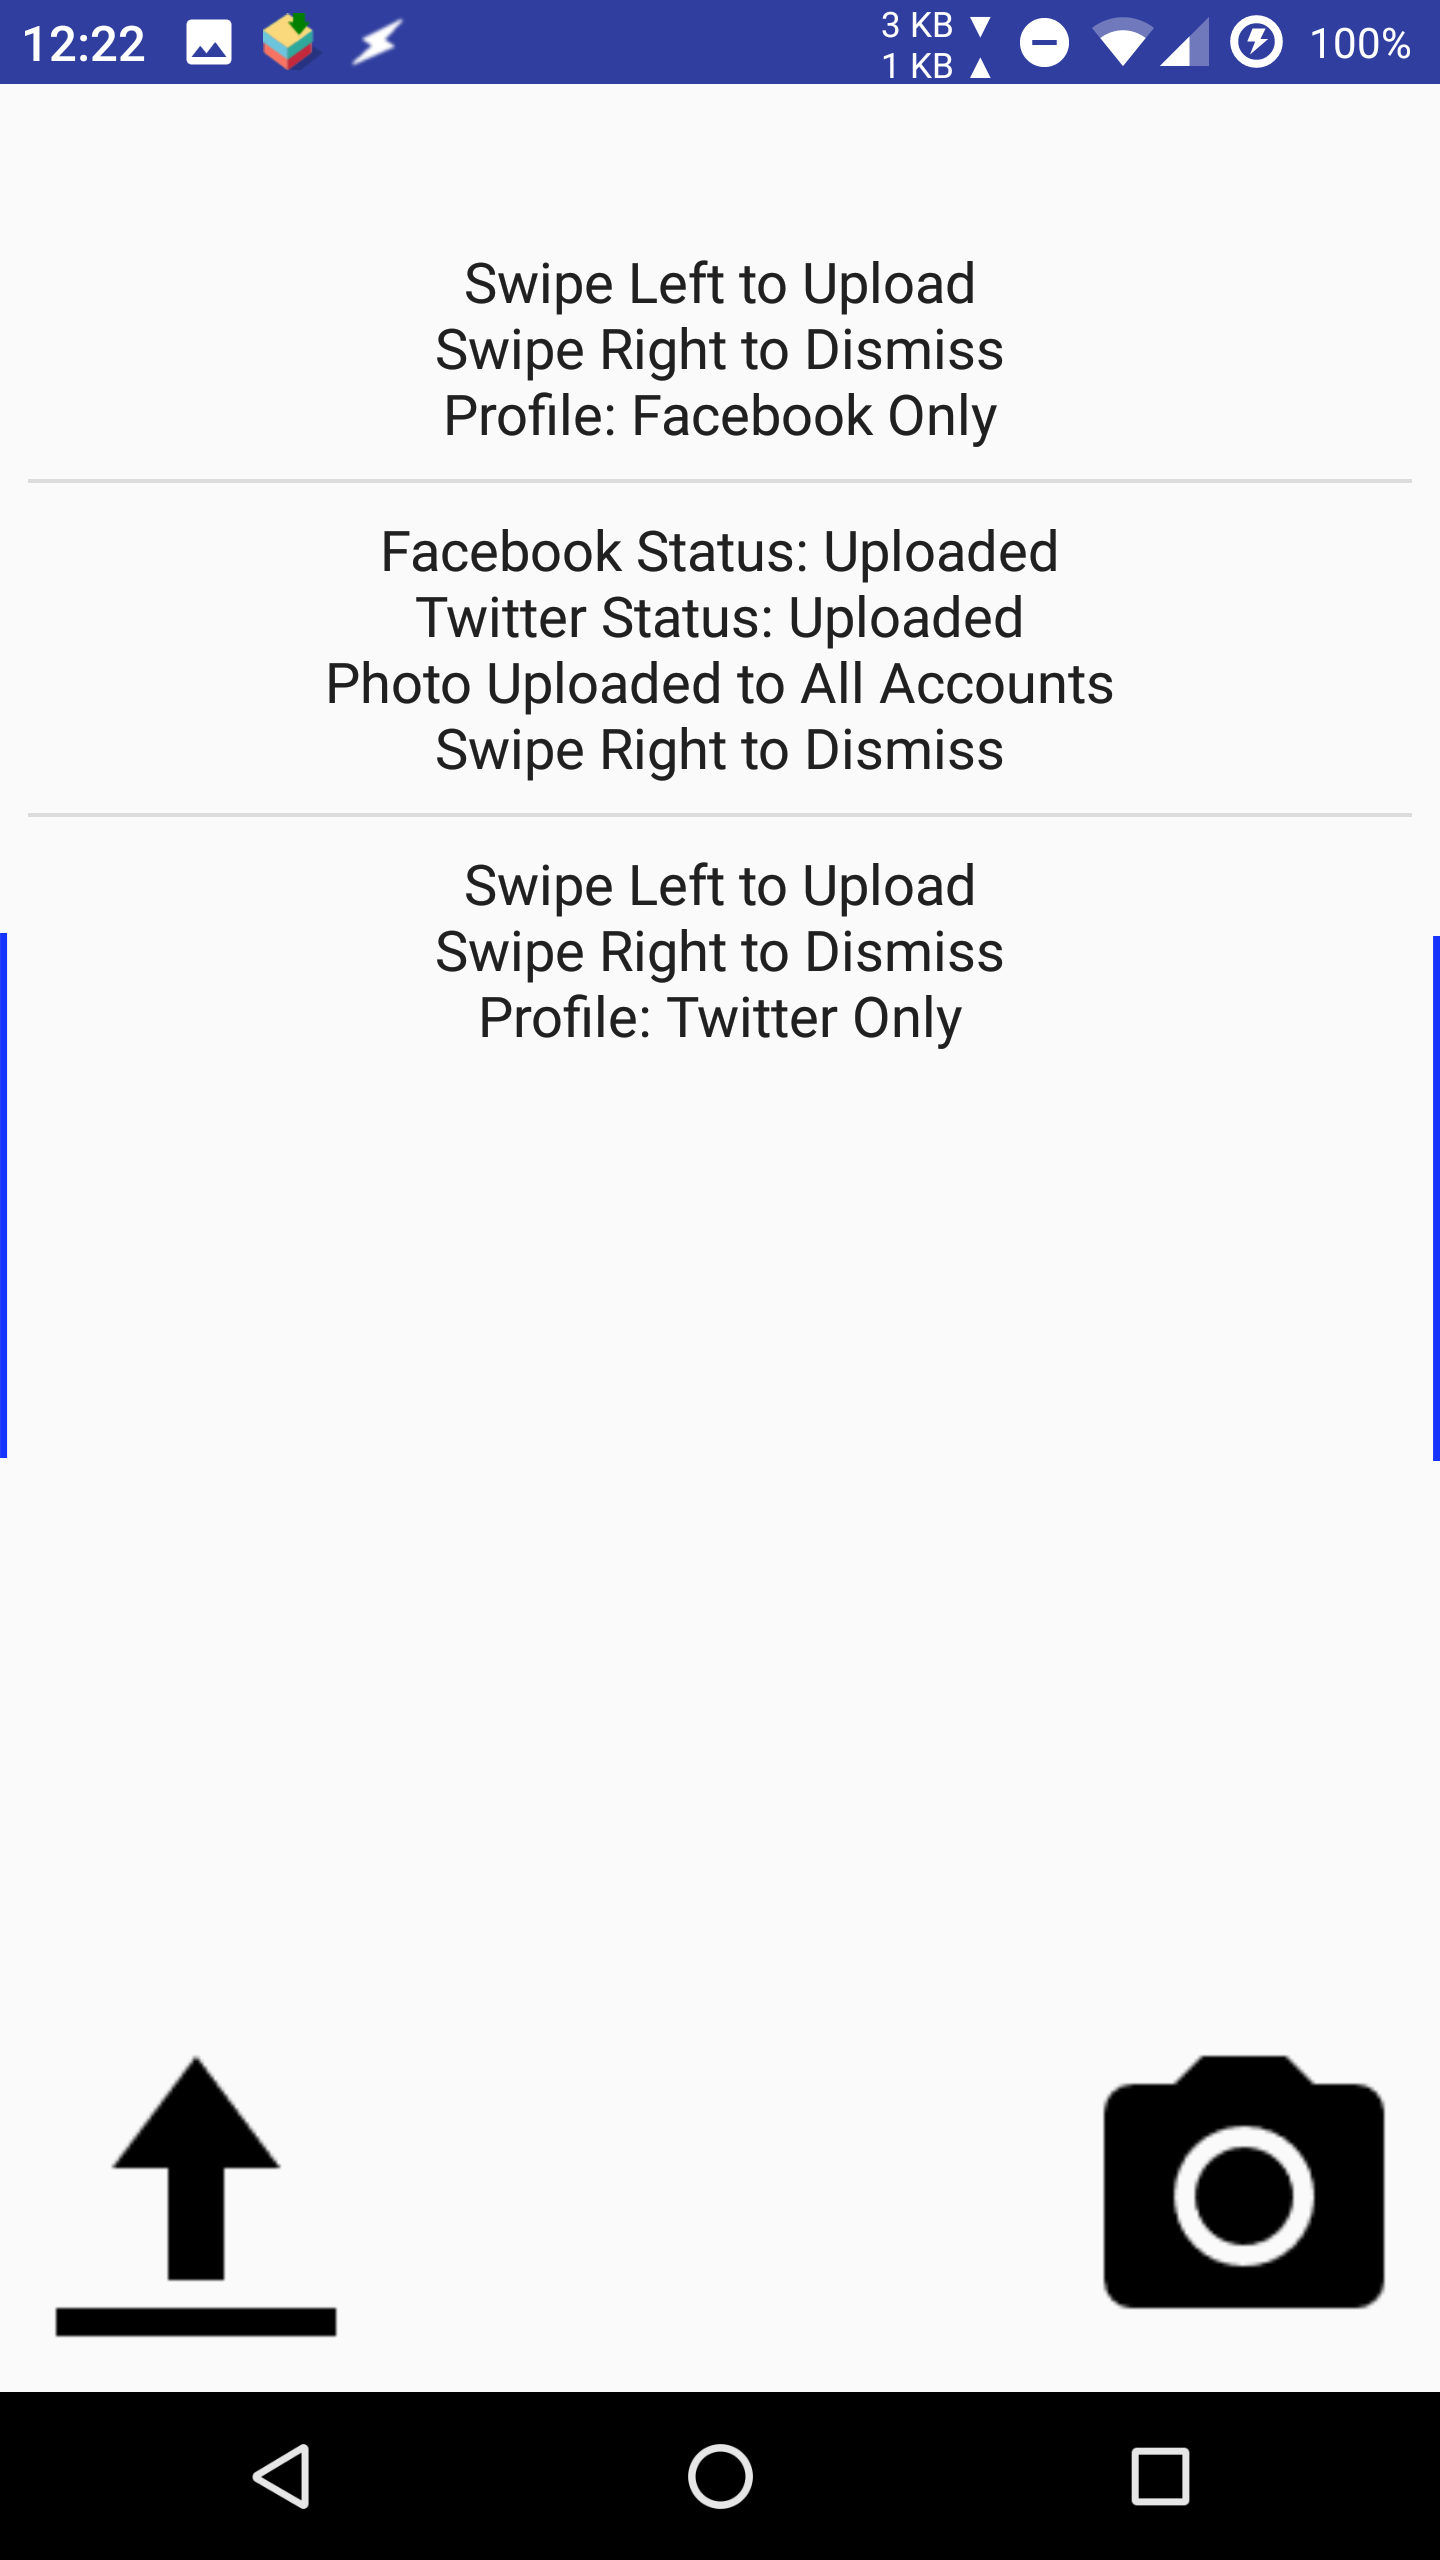 12:22
3 KB ▼
1 KB ▲
100%
Swipe Left to Upload
Swipe Right to Dismiss
Profile: Facebook Only
Facebook Status: Uploaded
Twitter Status: Uploaded
Photo Uploaded to All Accounts
Swipe Right to Dismiss
Swipe Left to Upload
Swipe Right to Dismiss
Profile: Twitter Only